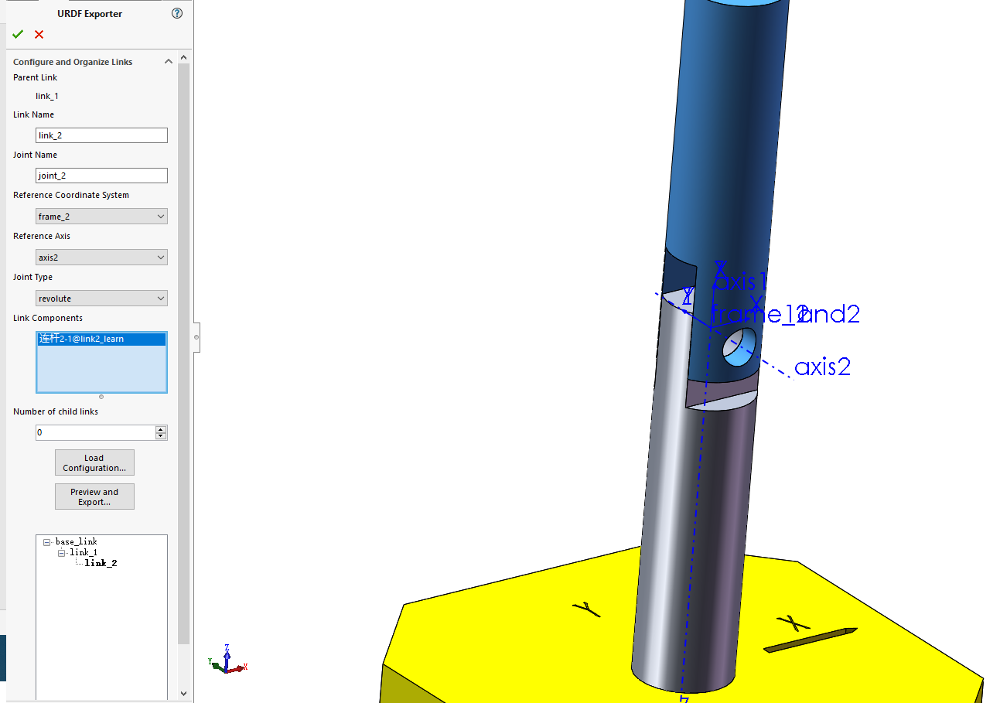 URDF Exporter
Configure and Organize Links
Parent Link
link_1
Link Name
link_2
Joint Name
joint_2
Reference Coordinate System
frame_2
Reference Axis
axis2
Joint Type
revolute
Link Components
连杆2-1@link2_learn
Number of child links
0
Load
Configuration...
Preview and
Export...
base_link
link_1
link_2
Z
axis1
Y
X
and2
axis2
Y
X
Z
Z
Y
X